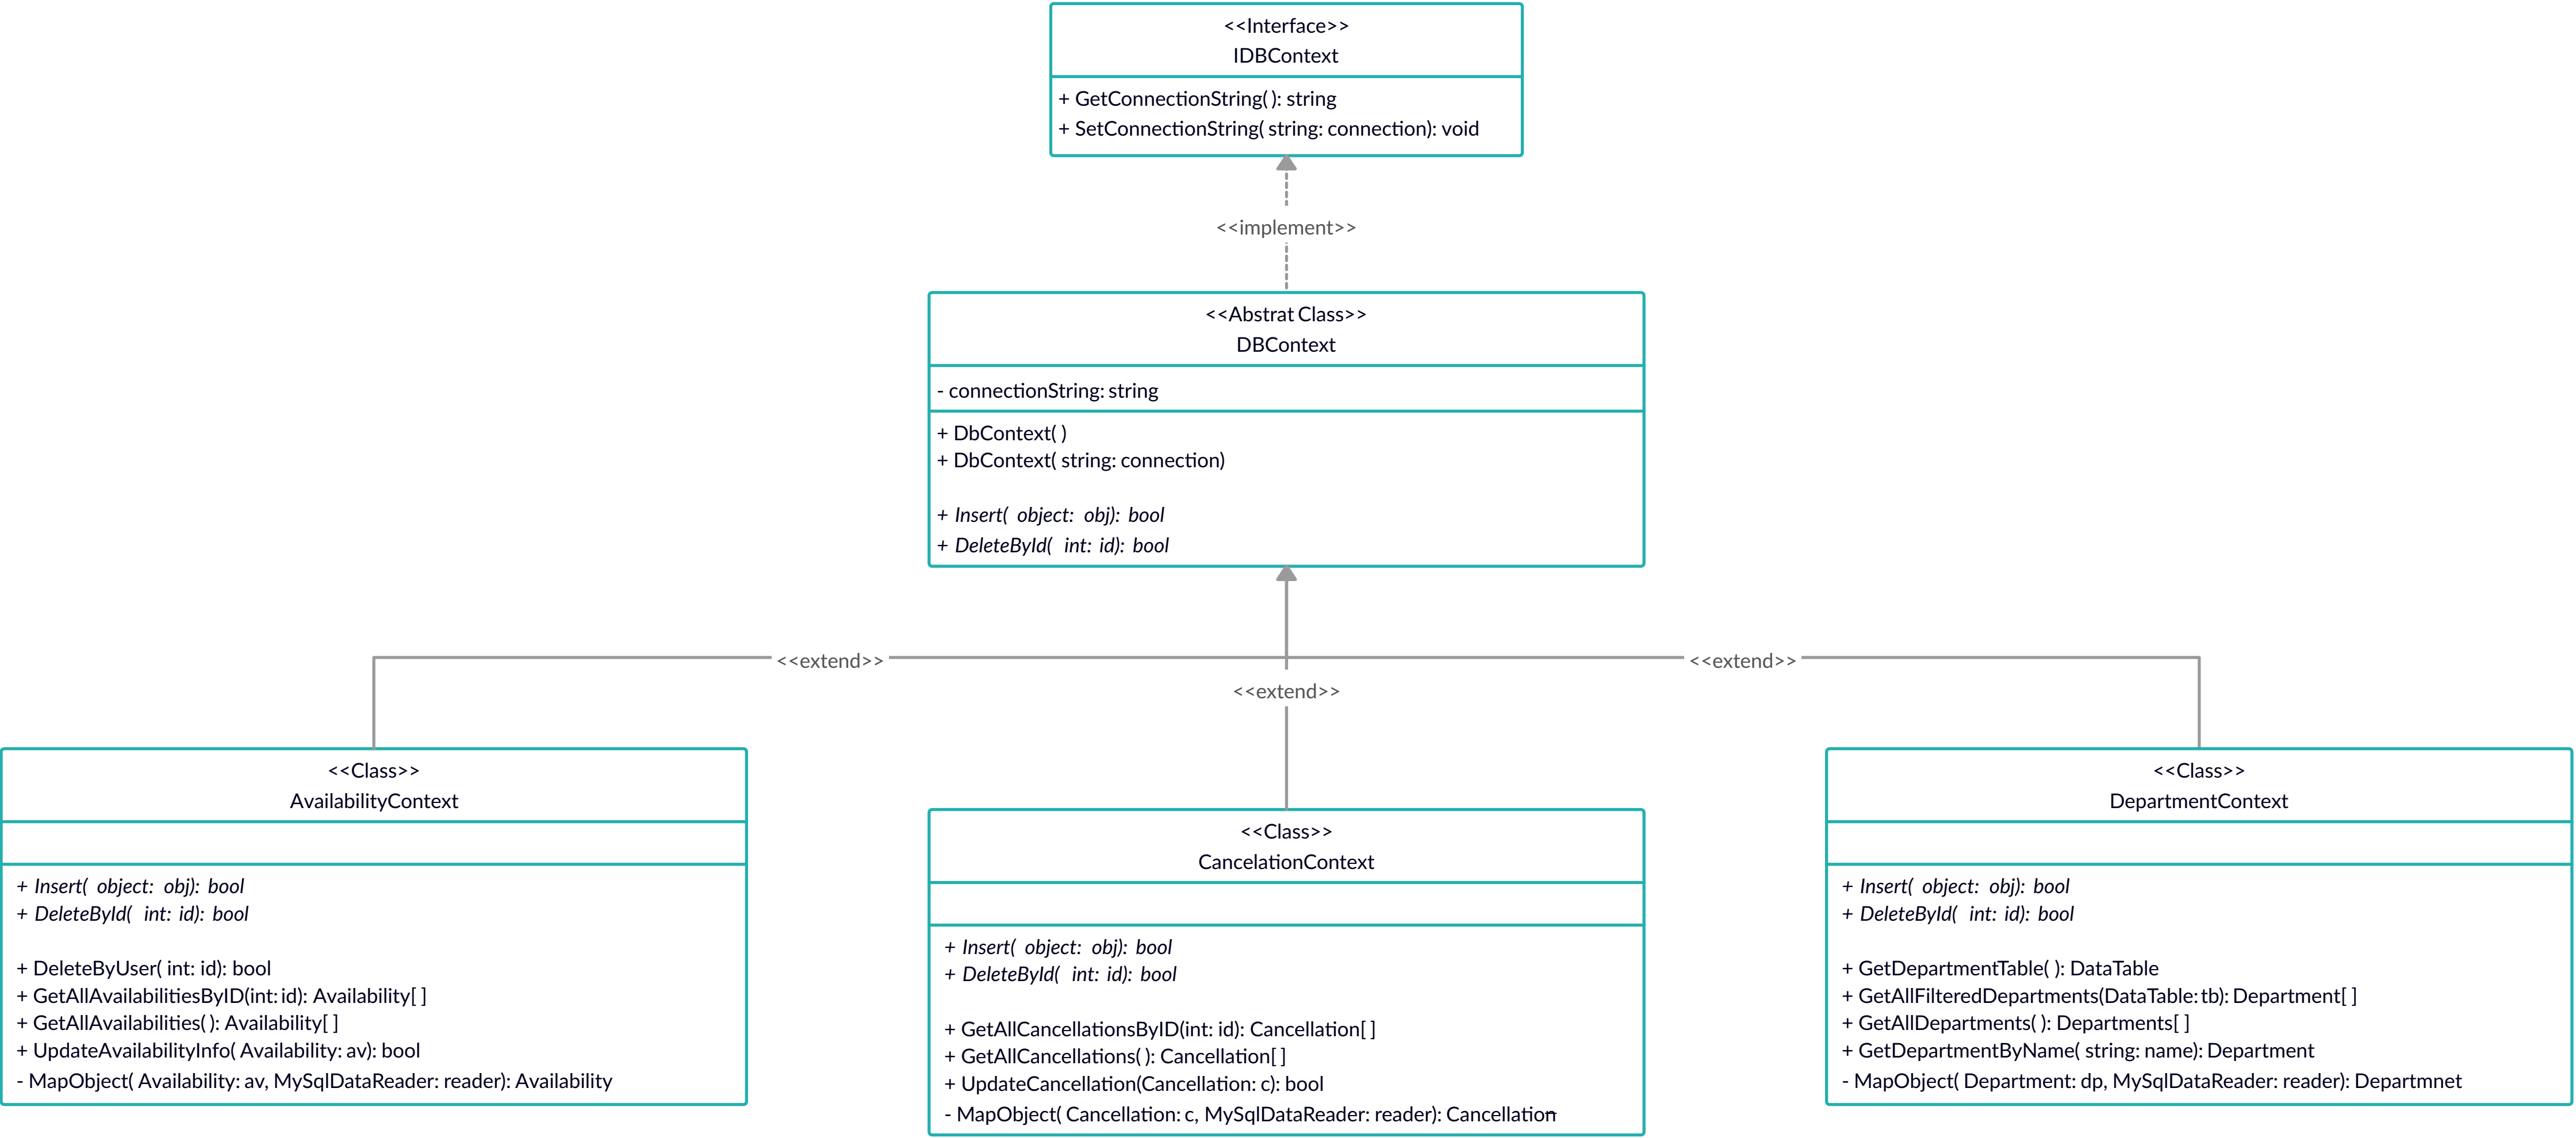 <<Interface>>
IDBContext
+ GetConnectionString( ): string
+ SetConnectionString( string: connection): void
<<implement>>
<<Abstrat Class>>
DBContext
- connectionString: string
+ DbContext( )
+ DbContext( string: connection)
+ Insert( object: obj): bool
+ DeleteById( int: id): bool
<<extend>>
<<extend>>
<<extend>>
<<Class>>
AvailabilityContext
+ Insert( object: obj): bool
+ DeleteById( int: id): bool
+ DeleteByUser( int: id): bool
+ GetAllAvailabilitiesByID(int: id): Availability[ ]
+ GetAllAvailabilities( ): Availability[ ]
+ UpdateAvailabilityInfo( Availability: av): bool
- MapObject( Availability: av, MySqlDataReader: reader): Availability
<<Class>>
CancelationContext
+ Insert( object: obj): bool
+ DeleteById( int: id): bool
+ GetAllCancellationsByID(int: id): Cancellation[ ]
+ GetAllCancellations( ): Cancellation[ ]
+ UpdateCancellation(Cancellation: c): bool
- MapObject( Cancellation: c, MySqlDataReader: reader): Cancellation
<<Class>>
DepartmentContext
+ Insert( object: obj): bool
+ DeleteById( int: id): bool
+ GetDepartmentTable( ): DataTable
+ GetAllFilteredDepartments(DataTable: tb): Department[ ]
+ GetAllDepartments( ): Departments[ ]
+ GetDepartmentByName( string: name): Department
- MapObject( Department: dp, MySqlDataReader: reader): Departmnet